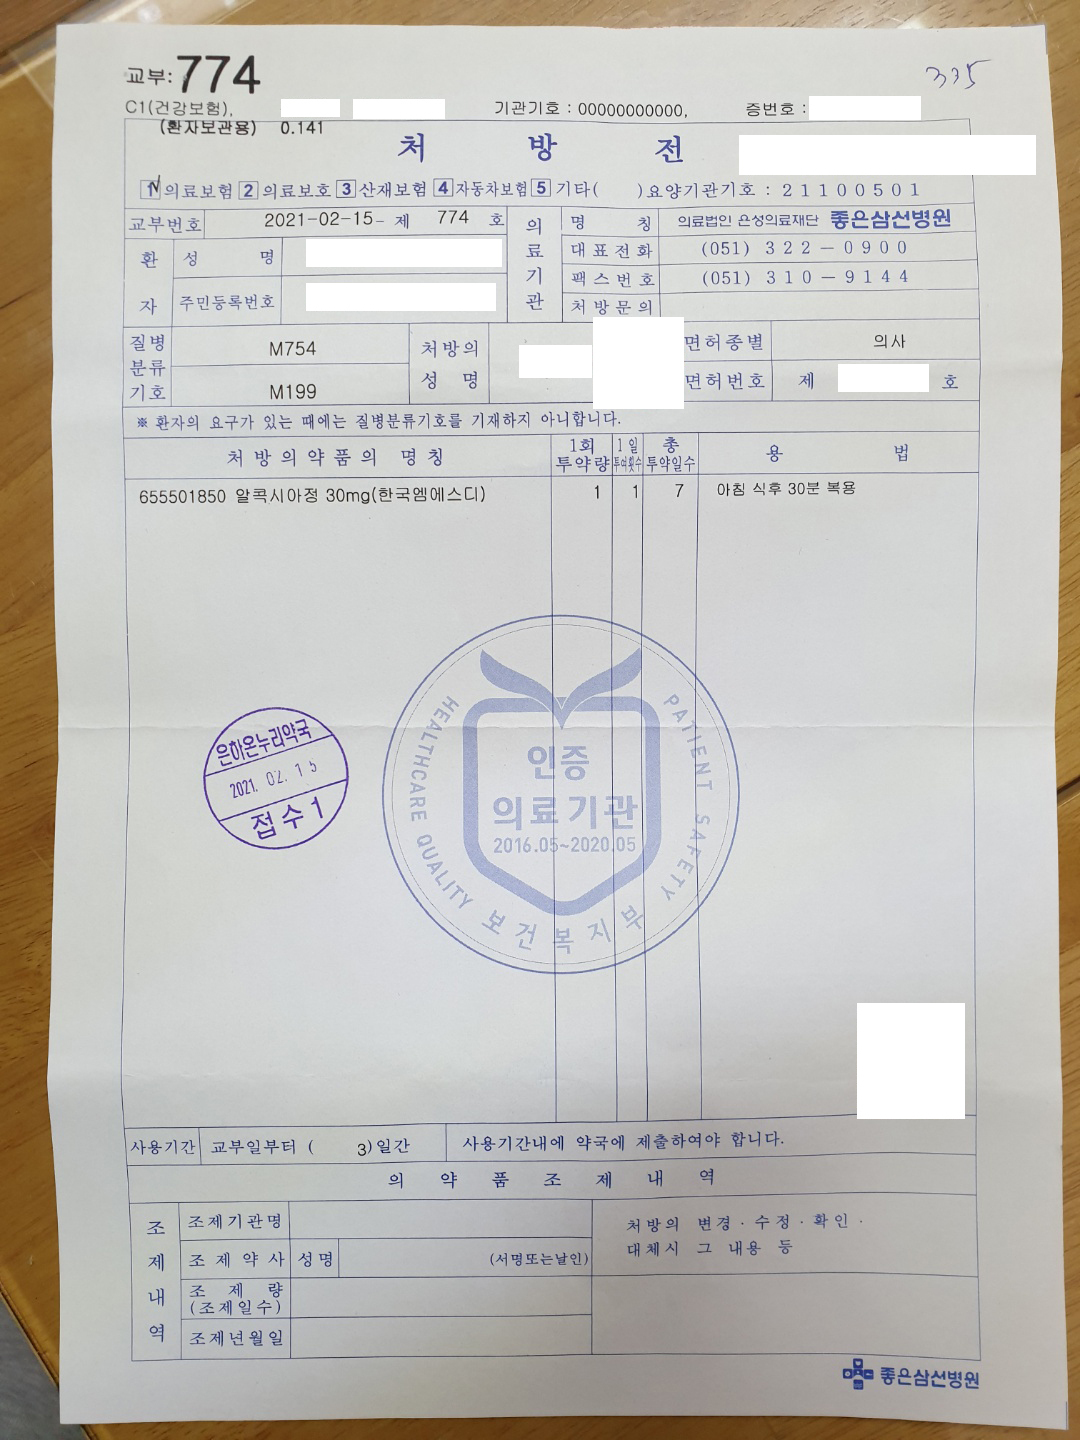 교부: 774
335
C1(건강보험), 기관기호 : 00000000000, 증번호 :
(환자보관용) 0.141
처 방 전
1 의료보험 2 의료보호 3 산재보험 4 자동차보험 5 기타( ) 요양기관기호 : 21100501
교부번호 2021-02-15- 제 774 호
의료기관
명 칭 의료법인 은성의료재단 좋은삼선병원
대표전화 (051) 322-0900
팩스번호 (051) 310-9144
처방문의
환자
성 명
주민등록번호
질병분류기호
M754
M199
처방의 성 명
면허종별 의사
면허번호 제 호
※ 환자의 요구가 있는 때에는 질병분류기호를 기재하지 아니합니다.
처방의약품의 명칭 1회 투약량 1일 투여횟수 총 투약일수 용 법
655501850 알콕시아정 30mg(한국엠에스디) 1 1 7 아침 식후 30분 복용
인증
의료기관
2016.05~2020.05
HEALTHCARE QUALITY
PATIENT SAFETY
보건복지부
은하온누리약국
2021. 02. 15
접수1
사용기간 교부일부터 ( 3)일간 사용기간내에 약국에 제출하여야 합니다.
의 약 품 조 제 내 역
조제내역
조제기관명
조제약사 성명 (서명또는날인)
조 제 량
(조제일수)
조제년월일
처방의 변경 · 수정 · 확인 ·
대체시 그 내용 등
좋은삼선병원